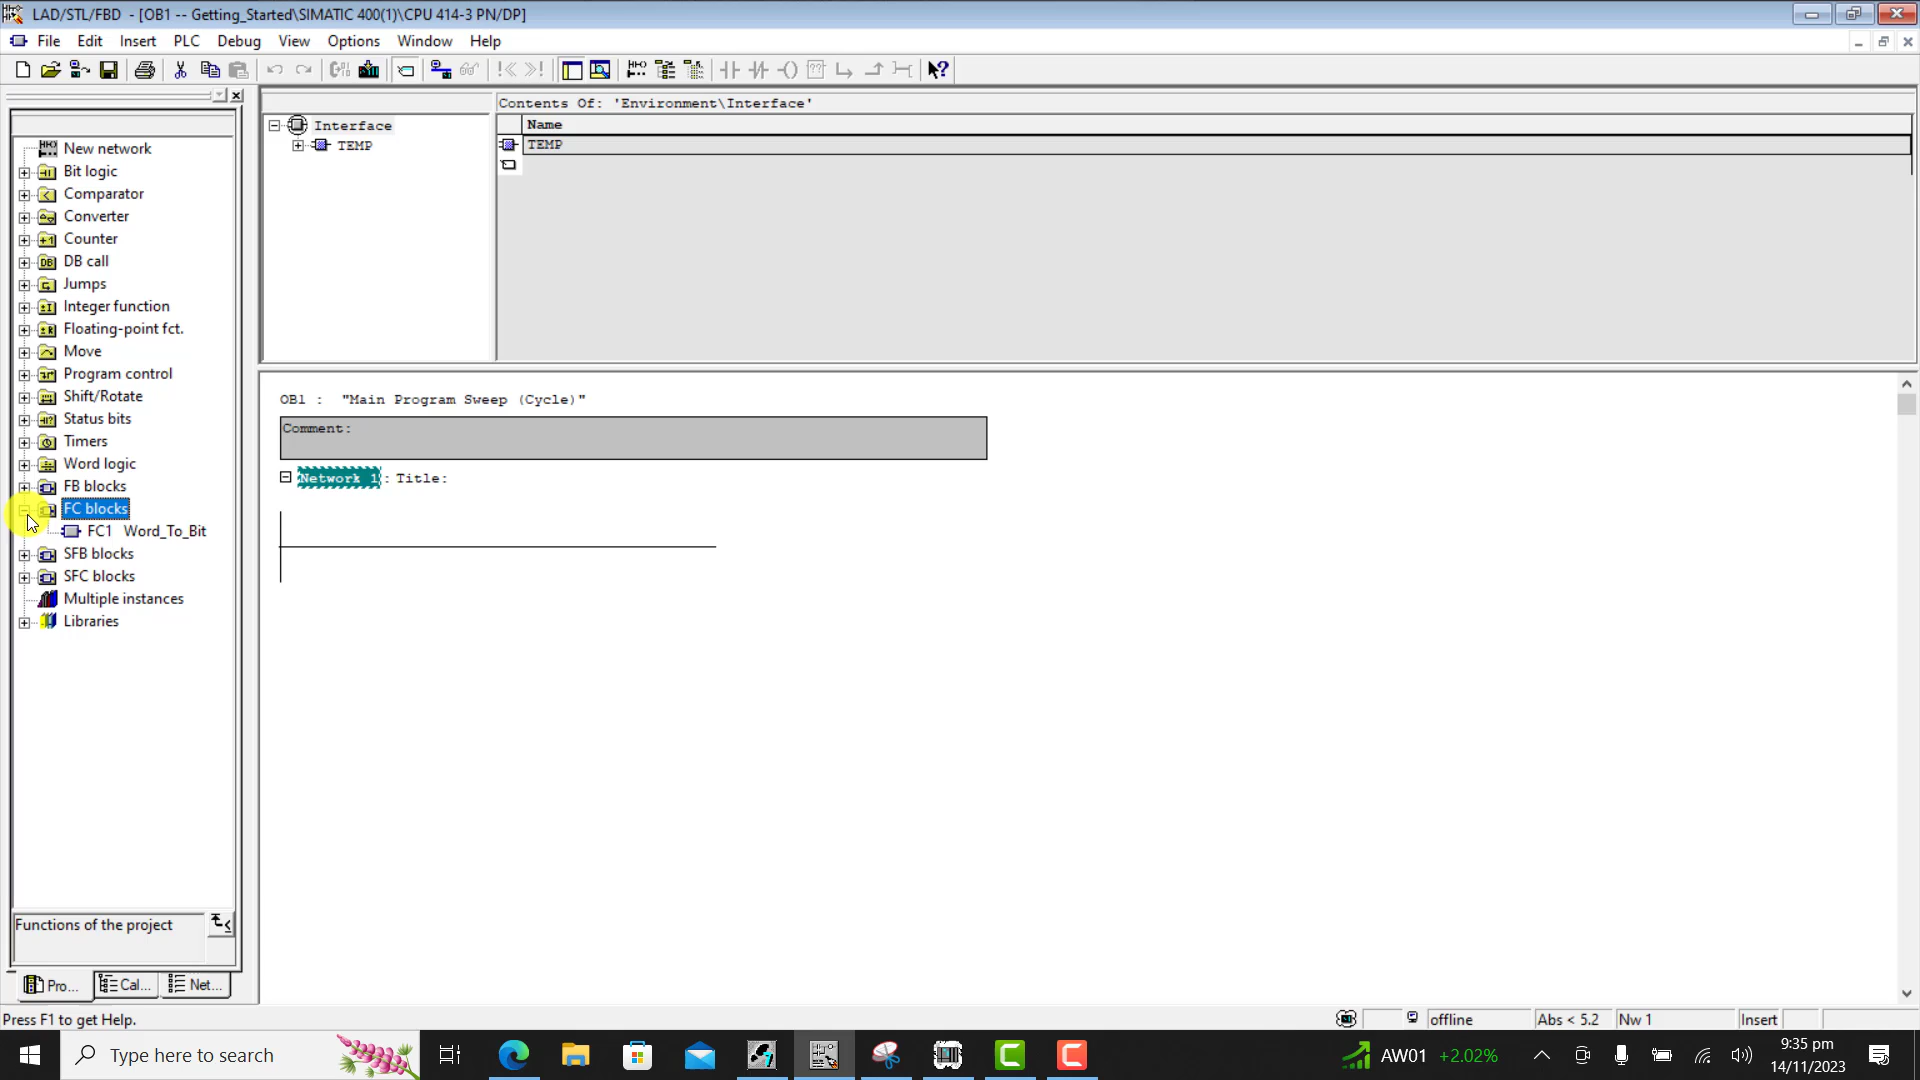 LAD/STL/FBD - [OB1 -- Getting_Started\SIMATIC 400(1)\CPU 414-3 PN/DP]
File Edit Insert PLC Debug View Options Window Help
Contents Of: 'Environment\Interface'
Interface
TEMP
Name
TEMP
New network
Bit logic
Comparator
Converter
Counter
DB call
Jumps
Integer function
Floating-point fct.
Move
Program control
Shift/Rotate
Status bits
Timers
Word logic
FB blocks
FC blocks
FC1 Word_To_Bit
SFB blocks
SFC blocks
Multiple instances
Libraries
Functions of the project
Pro... Cal... Net...
OB1 : "Main Program Sweep (Cycle)"
Comment:
Network 1: Title:
Press F1 to get Help.
offline Abs < 5.2 Nw 1 Insert
Type here to search
AW01 +2.02%
9:35 pm
14/11/2023